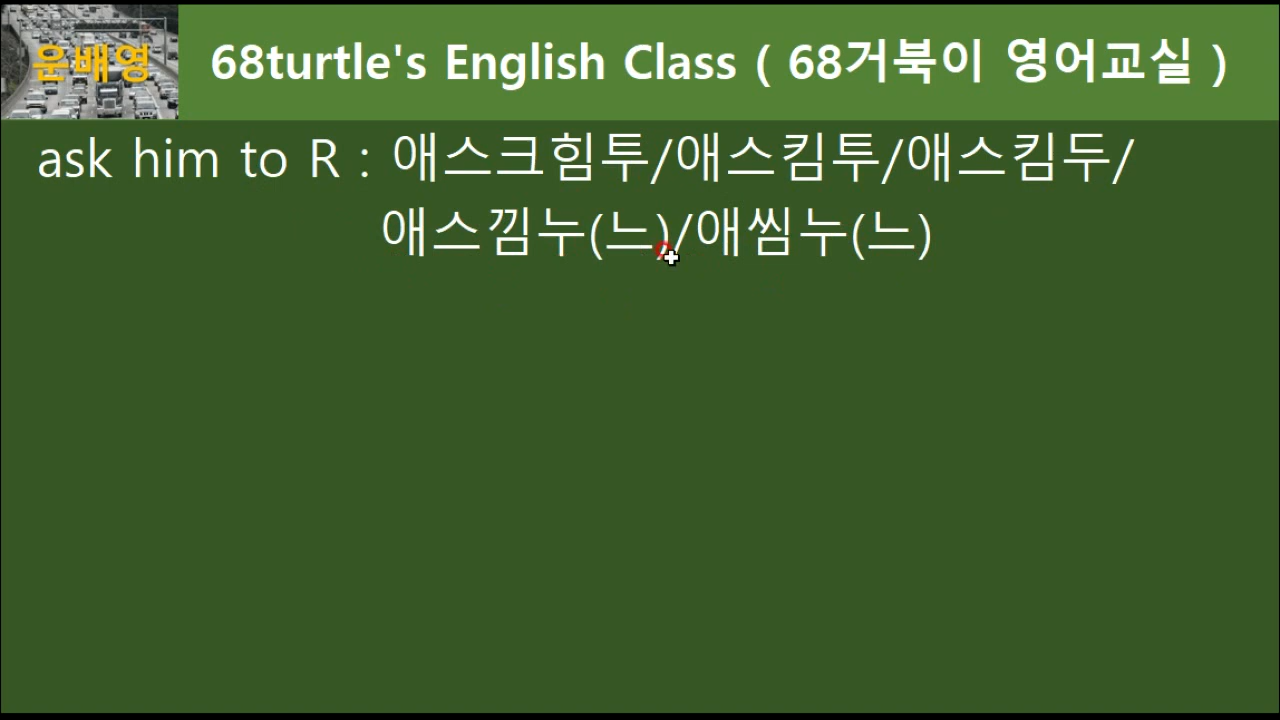 운배영
68turtle's English Class ( 68거북이 영어교실 )
ask him to R : 애스크힘투/애스킴투/애스킴두/
애스낌누(느)/애씸누(느)